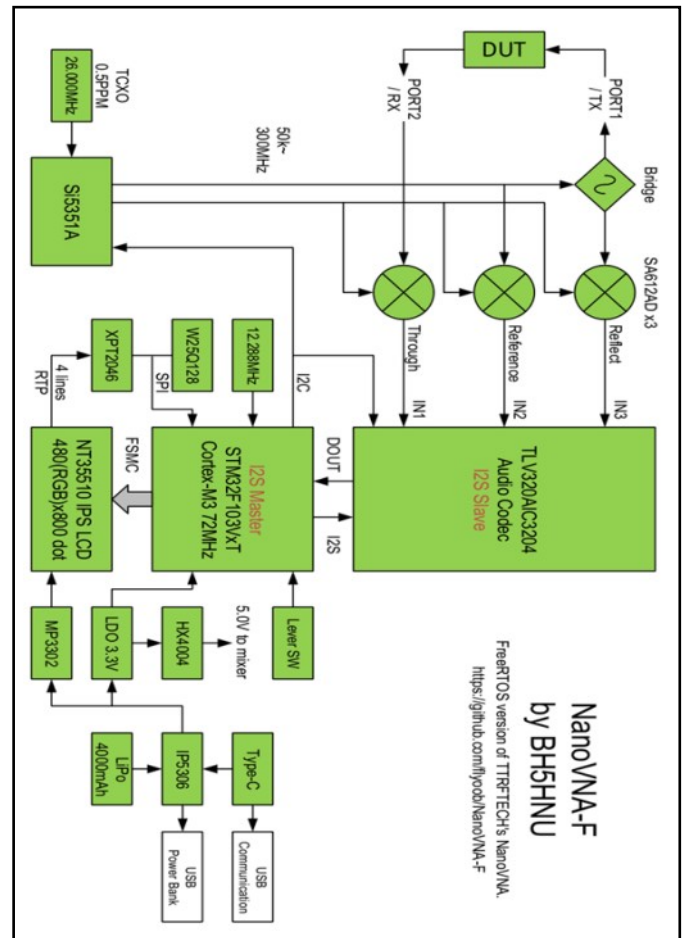 NanoVNA-F
by BH5HNU
FreeRTOS version of TTRFTECH's NanoVNA.
https://github.com/flyoob/NanoVNA-F
DUT
PORT1
/ TX
PORT2
/ RX
Bridge
SA612AD x3
Reflect
IN3
Reference
IN2
Through
IN1
TLV320AIC3204
Audio Codec
I2S Slave
50k~
300MHz
TCXO
0.5PPM
26.000MHz
Si5351A
I2C
DOUT
I2S
12.288MHz
W25Q128
SPI
XPT2046
4 lines
RTP
I2S Master
STM32F103VxT
Cortex-M3 72MHz
FSMC
NT35510 IPS LCD
480(RGB)x800 dot
Lever SW
5.0V to mixer
HX4004
LDO 3.3V
MP3302
Type-C
IP5306
LiPo
4000mAh
USB
Communication
USB
Power Bank